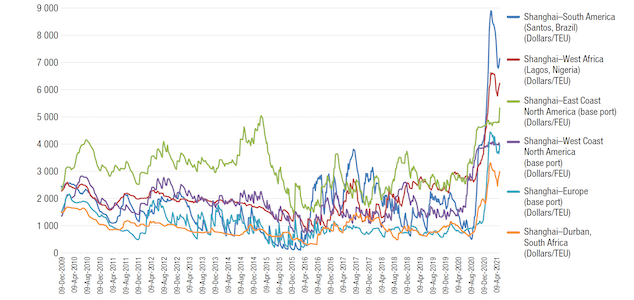 9 000
8 000
7 000
6 000
5 000
4 000
3 000
2 000
1 000
0
09-Dec-2009
09-Apr-2010
09-Aug-2010
09-Dec-2010
09-Apr-2011
09-Aug-2011
09-Dec-2011
09-Apr-2012
09-Aug-2012
09-Dec-2012
09-Apr-2013
09-Aug-2013
09-Dec-2013
09-Apr-2014
09-Aug-2014
09-Dec-2014
09-Apr-2015
09-Aug-2015
09-Dec-2015
09-Apr-2016
09-Aug-2016
09-Dec-2016
09-Apr-2017
09-Aug-2017
09-Dec-2017
09-Apr-2018
09-Aug-2018
09-Dec-2018
09-Apr-2019
09-Aug-2019
09-Dec-2019
09-Apr-2020
09-Aug-2020
09-Dec-2020
09-Apr-2021
Shanghai–South America
(Santos, Brazil)
(Dollars/TEU)
Shanghai–West Africa
(Lagos, Nigeria)
(Dollars/TEU)
Shanghai–East Coast
North America (base port)
(Dollars/FEU)
Shanghai–West Coast
North America
(base port)
(Dollars/FEU)
Shanghai–Europe
(base port)
(Dollars/TEU)
Shanghai–Durban,
South Africa
(Dollars/TEU)